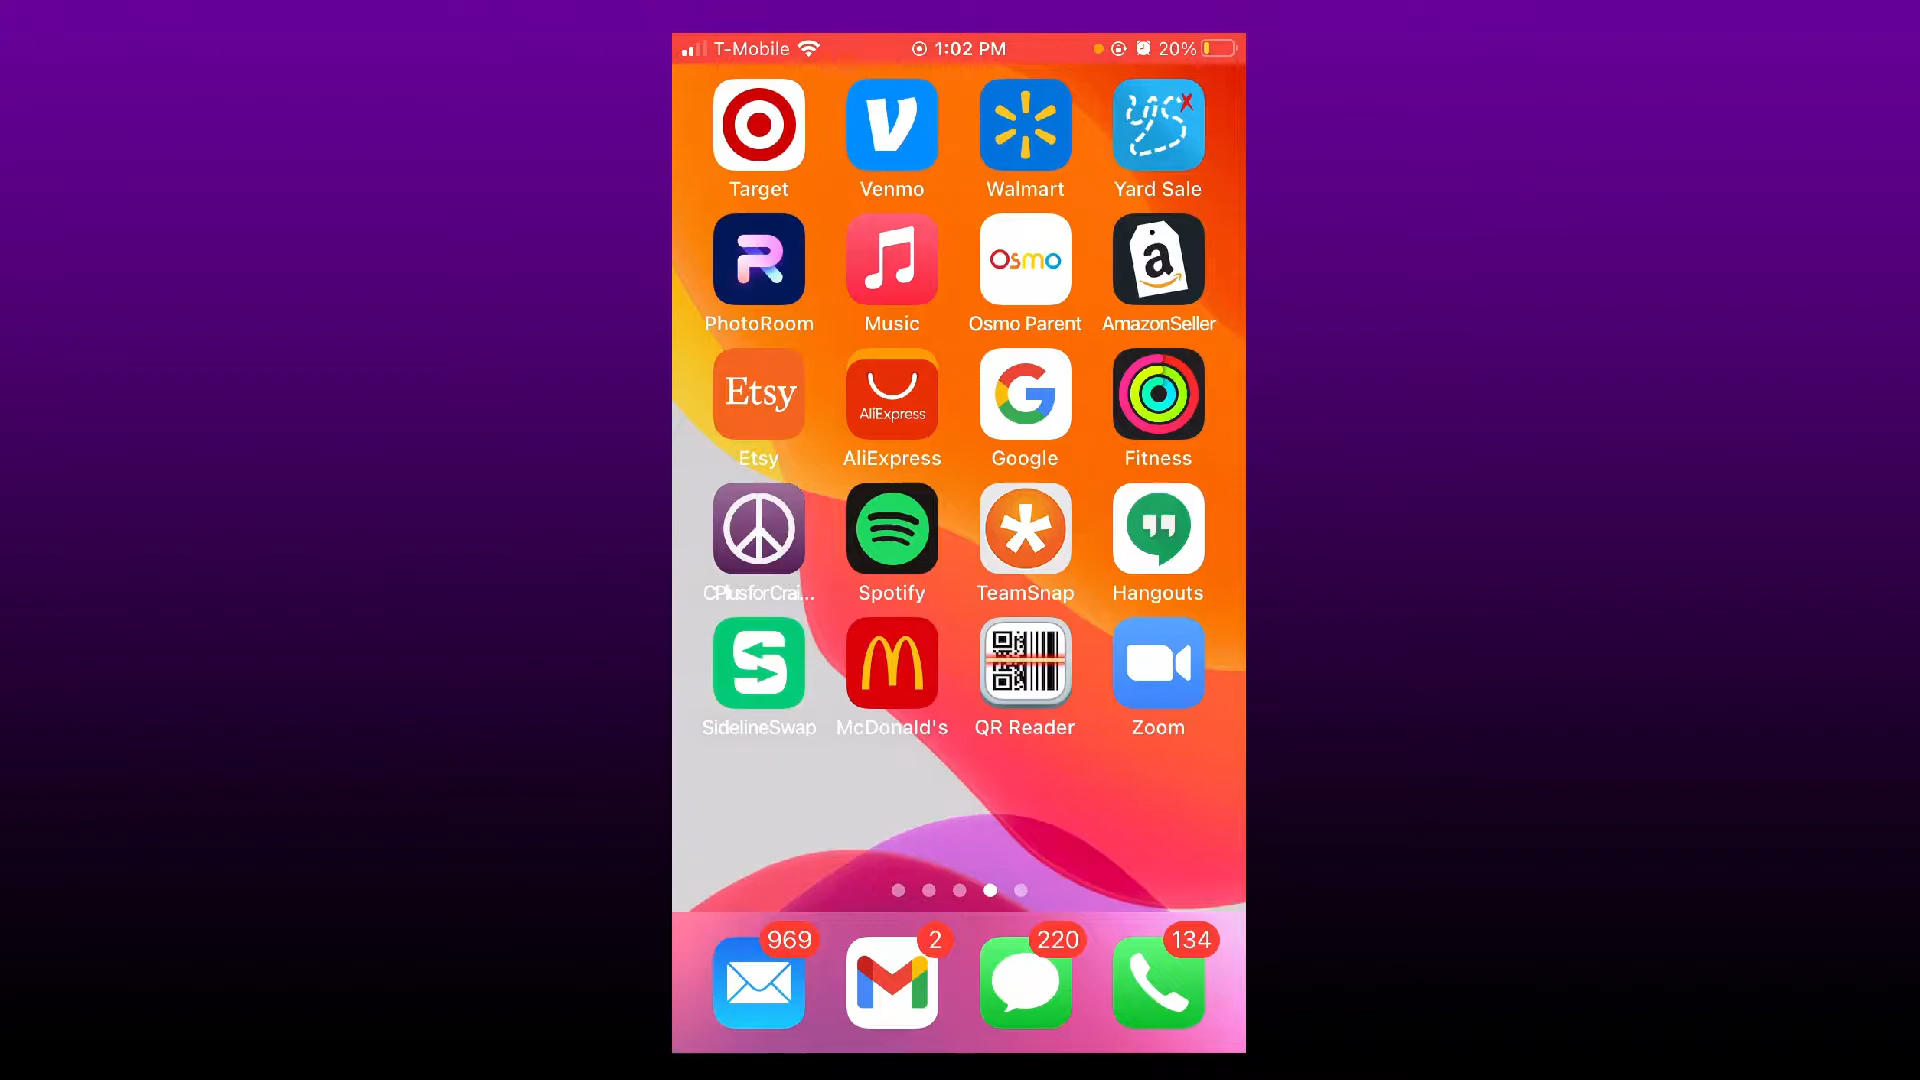 T-Mobile 1:02 PM 20%
Target Venmo Walmart Yard Sale
Osmo
a
PhotoRoom Music Osmo Parent AmazonSeller
Etsy AliExpress G
Etsy AliExpress Google Fitness
CPlusforCrai... Spotify TeamSnap Hangouts
SidelineSwap McDonald's QR Reader Zoom
969 2 220 134